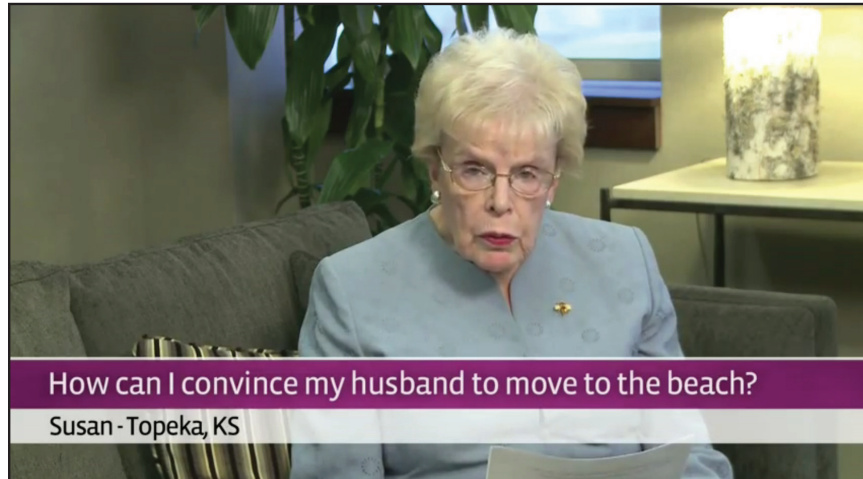 How can I convince my husband to move to the beach?
Susan - Topeka, KS